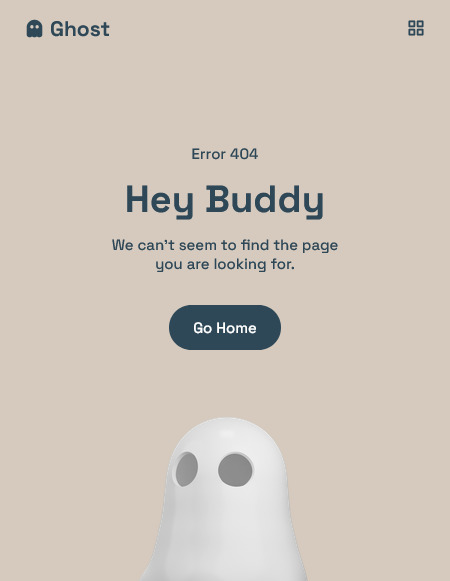 Ghost
Error 404
Hey Buddy
We can't seem to find the page
you are looking for.
Go Home